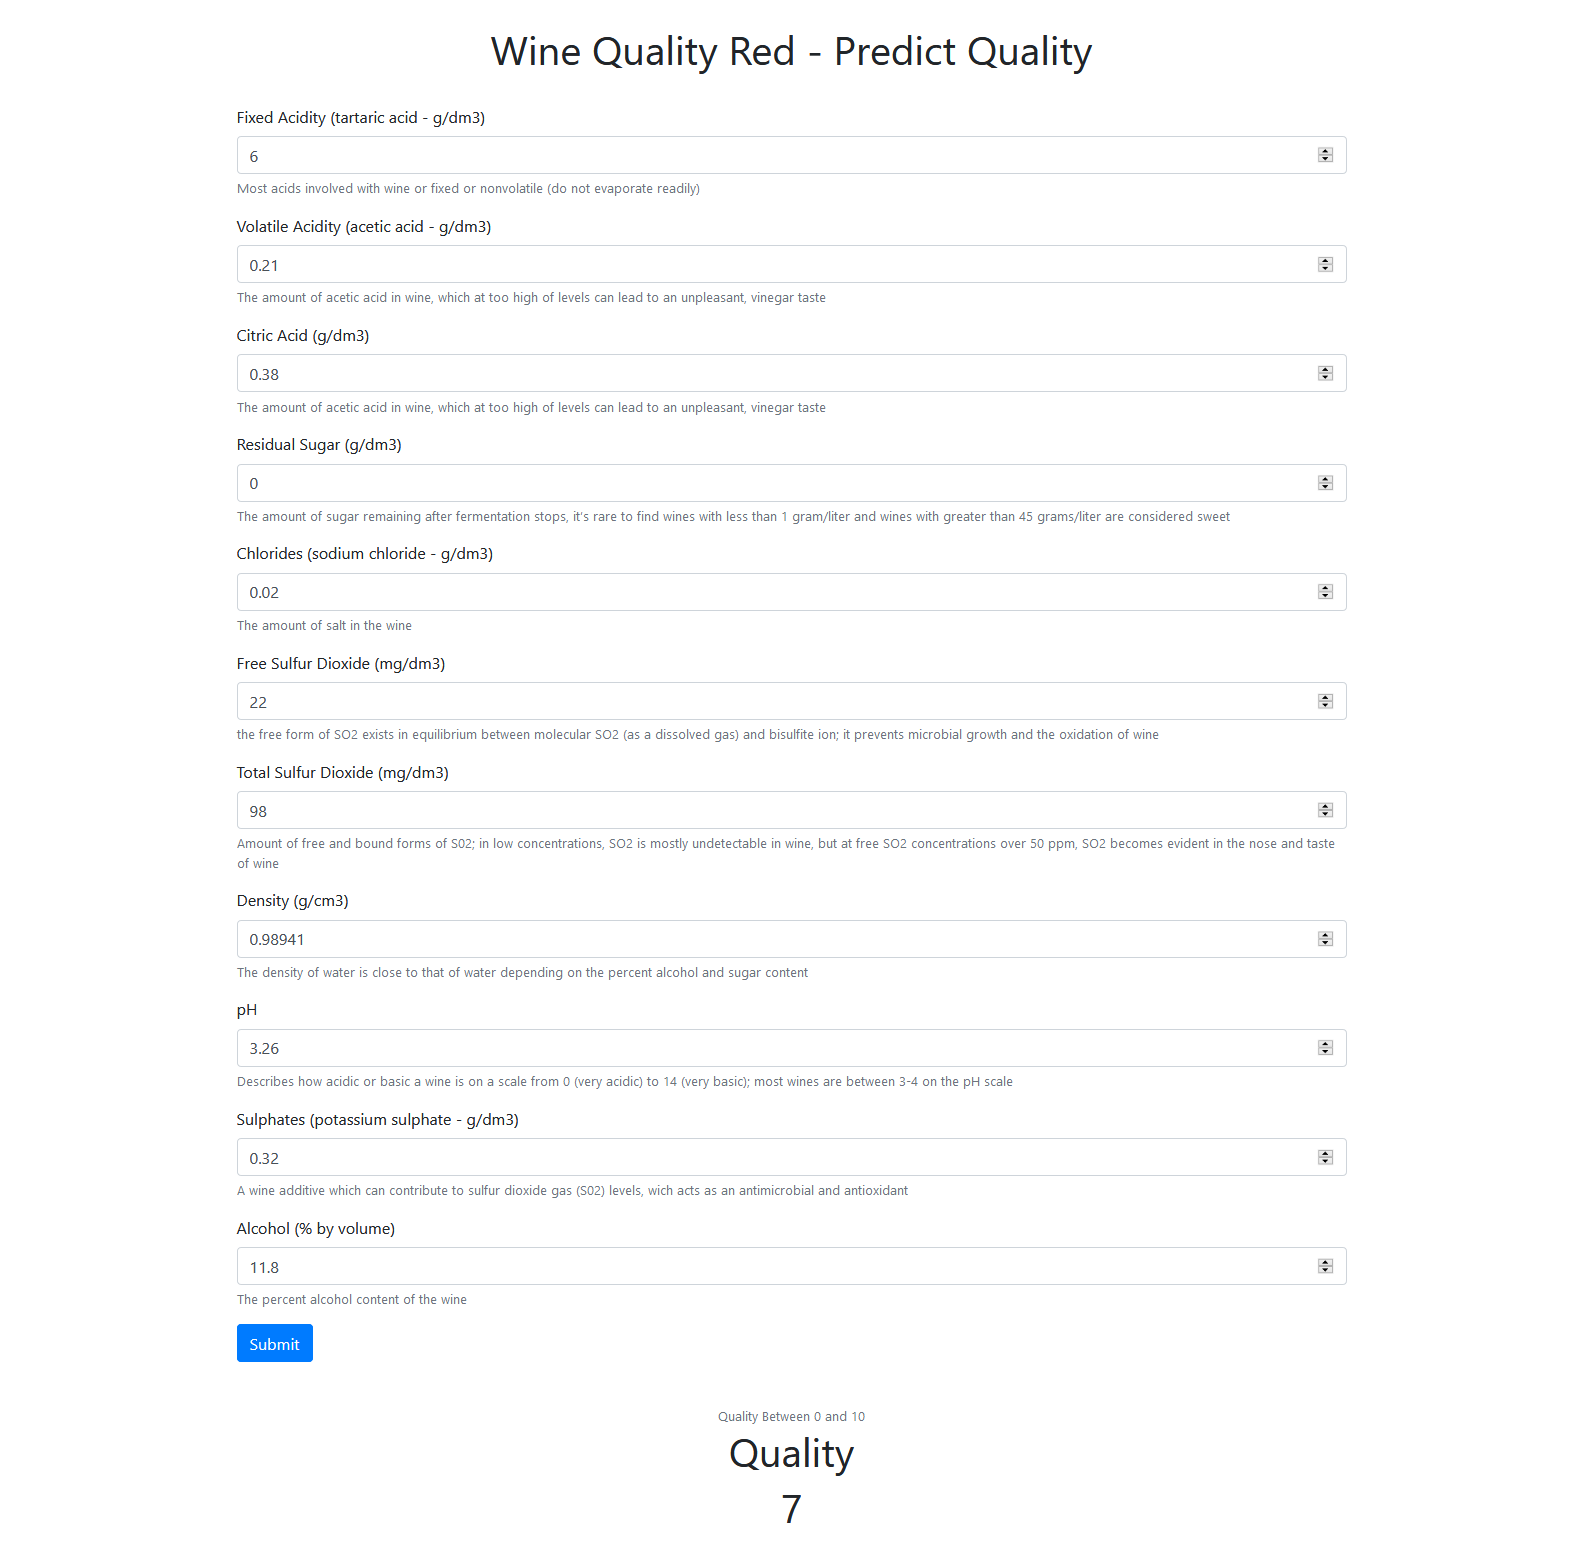 Wine Quality Red - Predict Quality
Fixed Acidity (tartaric acid - g/dm3)
6
Most acids involved with wine or fixed or nonvolatile (do not evaporate readily)
Volatile Acidity (acetic acid - g/dm3)
0.21
The amount of acetic acid in wine, which at too high of levels can lead to an unpleasant, vinegar taste
Citric Acid (g/dm3)
0.38
The amount of acetic acid in wine, which at too high of levels can lead to an unpleasant, vinegar taste
Residual Sugar (g/dm3)
0
The amount of sugar remaining after fermentation stops, it's rare to find wines with less than 1 gram/liter and wines with greater than 45 grams/liter are considered sweet
Chlorides (sodium chloride - g/dm3)
0.02
The amount of salt in the wine
Free Sulfur Dioxide (mg/dm3)
22
the free form of SO2 exists in equilibrium between molecular SO2 (as a dissolved gas) and bisulfite ion; it prevents microbial growth and the oxidation of wine
Total Sulfur Dioxide (mg/dm3)
98
Amount of free and bound forms of S02; in low concentrations, SO2 is mostly undetectable in wine, but at free SO2 concentrations over 50 ppm, SO2 becomes evident in the nose and taste
of wine
Density (g/cm3)
0.98941
The density of water is close to that of water depending on the percent alcohol and sugar content
pH
3.26
Describes how acidic or basic a wine is on a scale from 0 (very acidic) to 14 (very basic); most wines are between 3-4 on the pH scale
Sulphates (potassium sulphate - g/dm3)
0.32
A wine additive which can contribute to sulfur dioxide gas (S02) levels, wich acts as an antimicrobial and antioxidant
Alcohol (% by volume)
11.8
The percent alcohol content of the wine
Submit
Quality Between 0 and 10
Quality
7